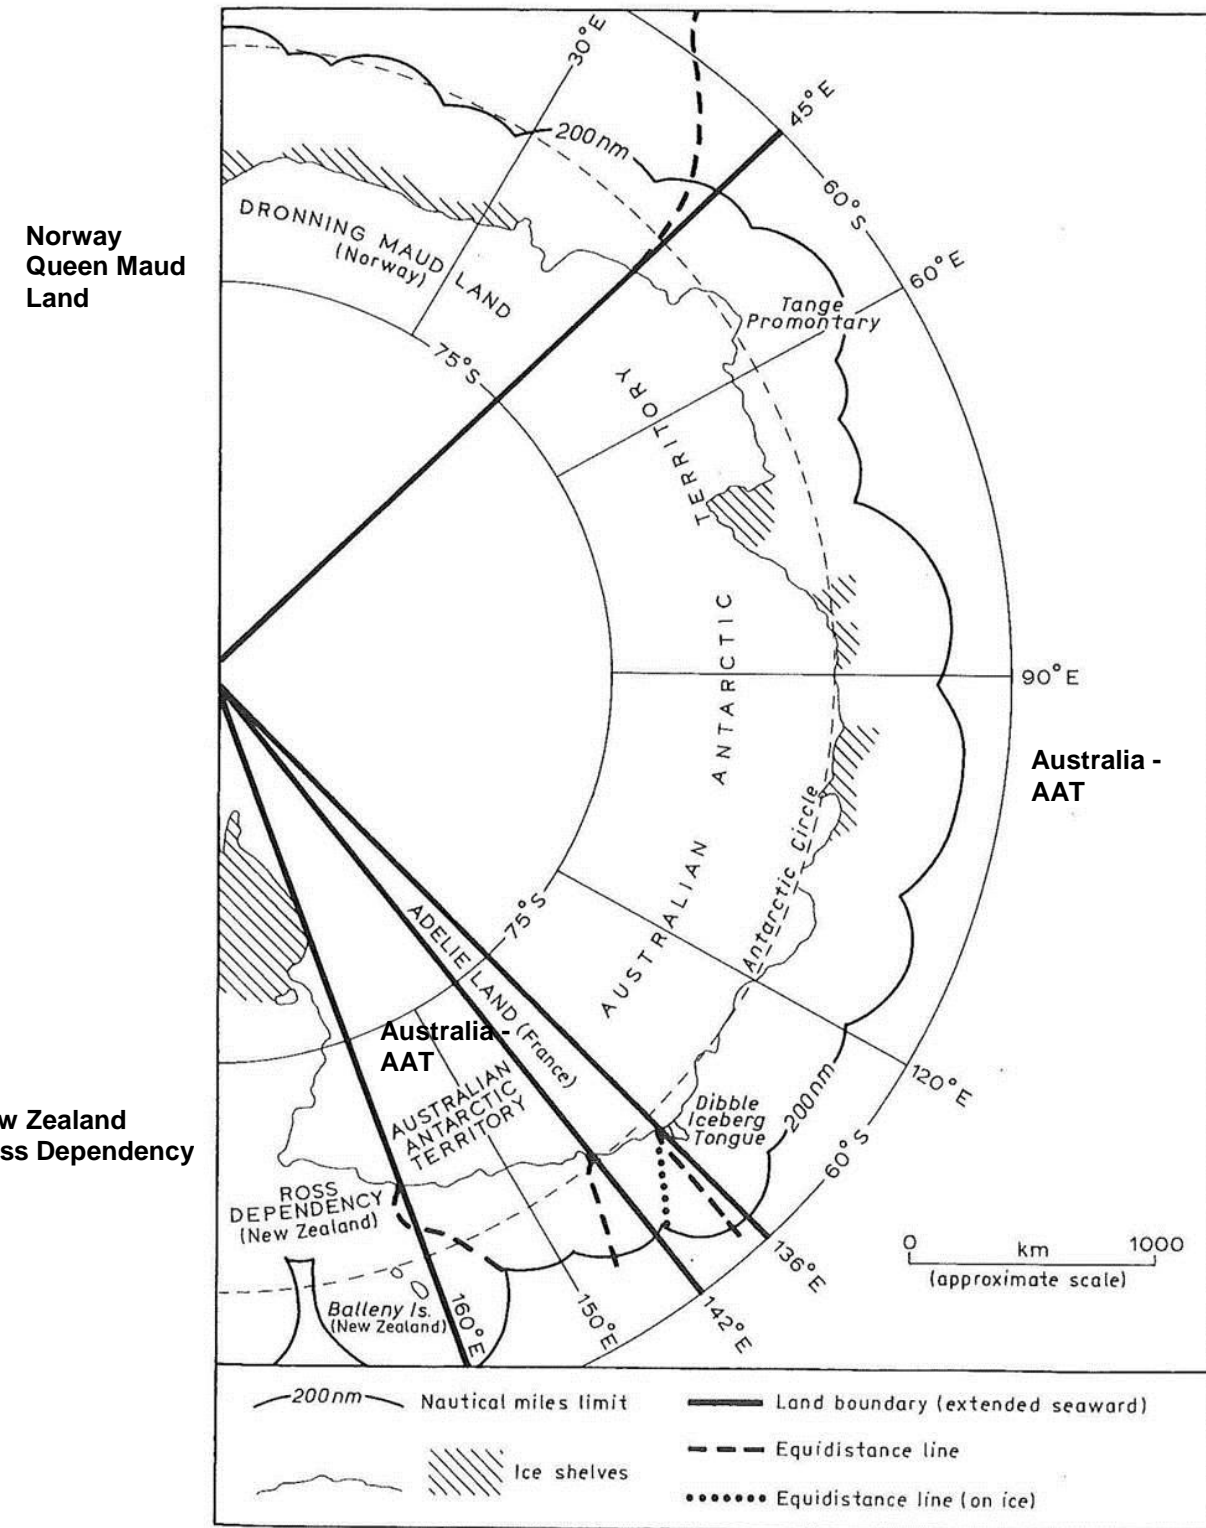 30°E
45°E
200nm
60°S
60°E
Norway
Queen Maud
Land
DRONNING MAUD LAND
(Norway)
75°S
Tange
Promontary
TERRITORY
ANTARCTIC
AUSTRALIAN
90°E
Australia -
AAT
Antarctic Circle
75°S
ADELIE LAND (France)
Australia -
AAT
AUSTRALIAN
ANTARCTIC
TERRITORY
120°E
200nm
Dibble
Iceberg
Tongue
60°S
w Zealand
ss Dependency
ROSS
DEPENDENCY
(New Zealand)
Balleny Is.
(New Zealand)
160°E
150°E
142°E
136°E
0 km 1000
(approximate scale)
200nm Nautical miles limit
Land boundary (extended seaward)
Ice shelves
Equidistance line
Equidistance line (on ice)